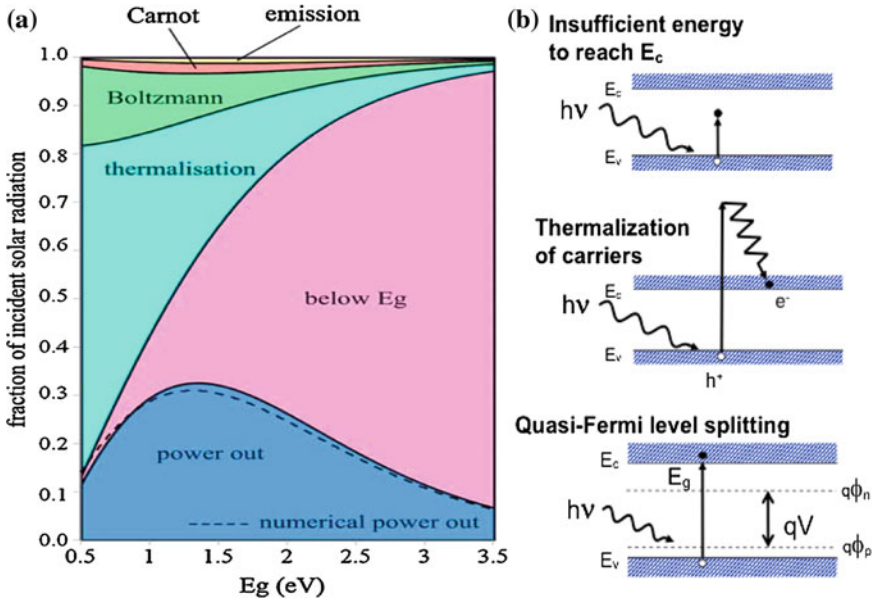 (a)
Carnot
emission
Boltzmann
thermalisation
below Eg
power out
numerical power out
fraction of incident solar radiation
1.0
0.9
0.8
0.7
0.6
0.5
0.4
0.3
0.2
0.1
0.0
0.5
1
1.5
2
2.5
3
3.5
Eg (eV)
(b)
Insufficient energy
to reach Ec
Ec
hν
Ev
Thermalization
of carriers
Ec
e-
hν
Ev
h+
Quasi-Fermi level splitting
Ec
Eg
qϕn
hν
qV
qϕp
Ev